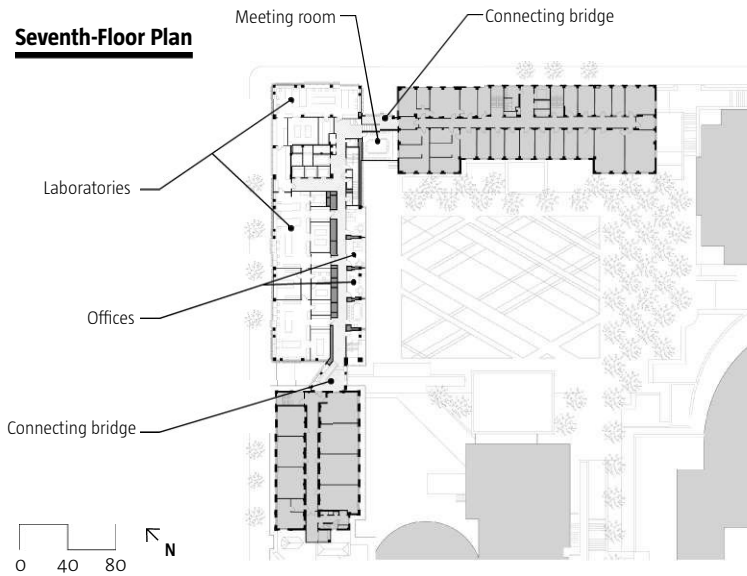 Seventh-Floor Plan
Meeting room
Connecting bridge
Laboratories
Offices
Connecting bridge
0 40 80
N